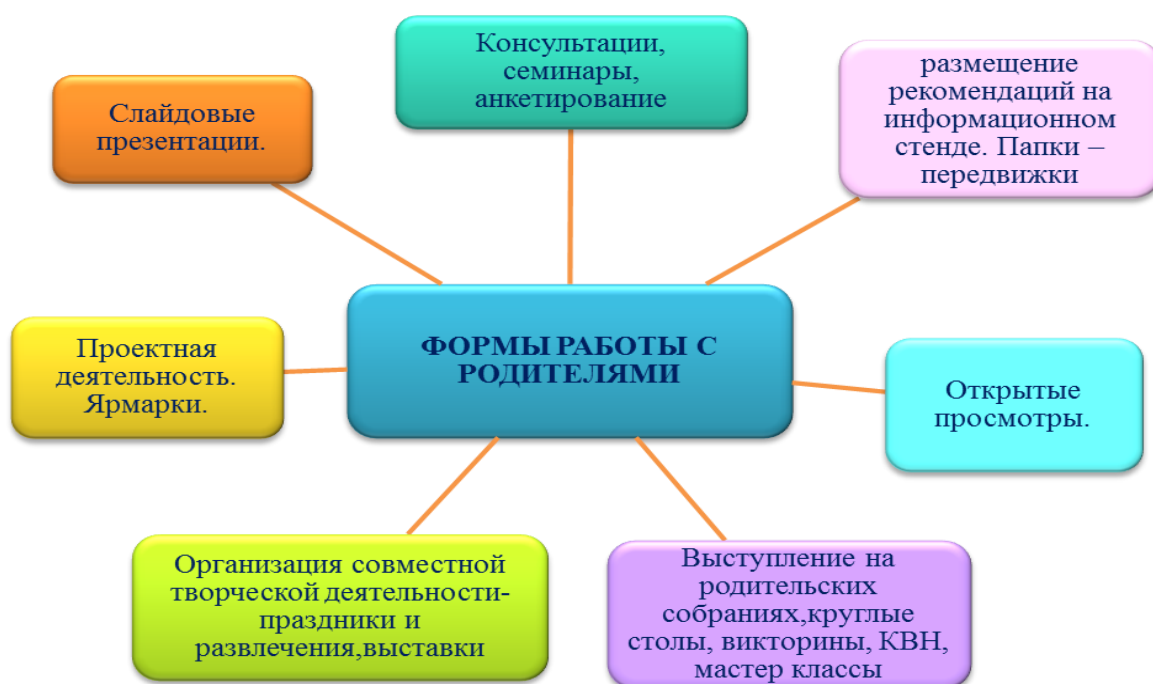 Консультации,
семинары,
анкетирование
размещение
рекомендаций на
информационном
стенде. Папки –
передвижки
Слайдовые
презентации.
ФОРМЫ РАБОТЫ С
РОДИТЕЛЯМИ
Проектная
деятельность.
Ярмарки.
Открытые
просмотры.
Организация совместной
творческой деятельности-
праздники и
развлечения,выставки
Выступление на
родительских
собраниях,круглые
столы, викторины, КВН,
мастер классы